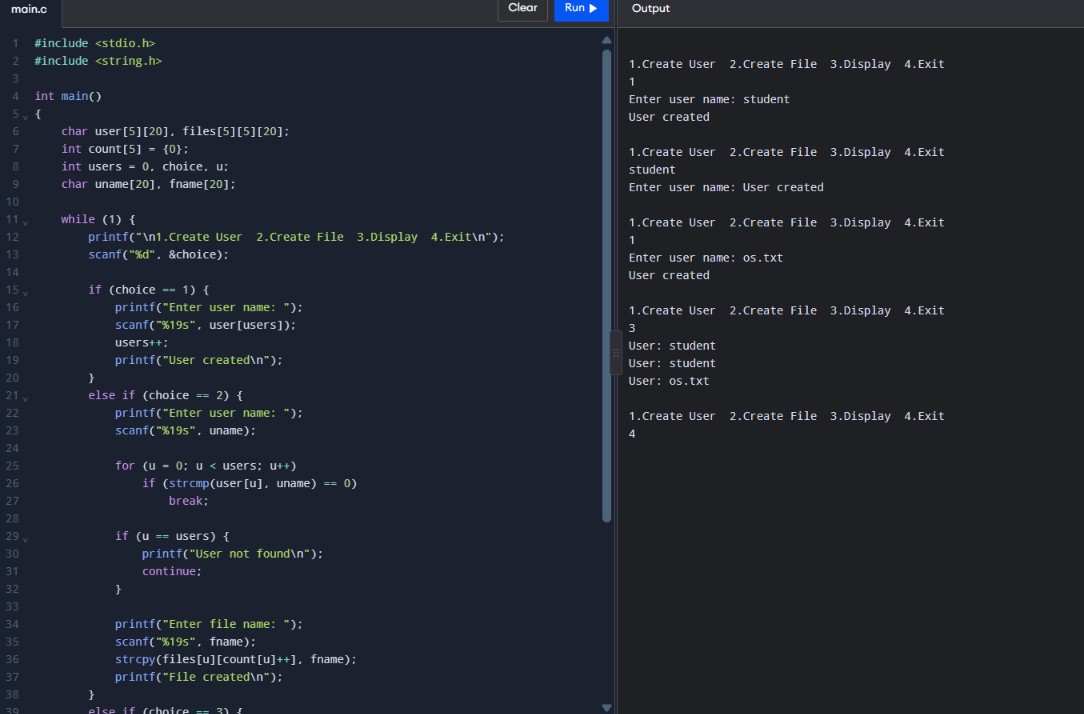 main.c
Clear
Run
Output
1 #include <stdio.h>
2 #include <string.h>
3
4 int main()
5 {
6     char user[5][20], files[5][5][20];
7     int count[5] = {0};
8     int users = 0, choice, u;
9     char uname[20], fname[20];
10
11     while (1) {
12         printf("\n1.Create User  2.Create File  3.Display  4.Exit\n");
13         scanf("%d", &choice);
14
15         if (choice == 1) {
16             printf("Enter user name: ");
17             scanf("%19s", user[users]);
18             users++;
19             printf("User created\n");
20         }
21         else if (choice == 2) {
22             printf("Enter user name: ");
23             scanf("%19s", uname);
24
25             for (u = 0; u < users; u++)
26                 if (strcmp(user[u], uname) == 0)
27                     break;
28
29             if (u == users) {
30                 printf("User not found\n");
31                 continue;
32             }
33
34             printf("Enter file name: ");
35             scanf("%19s", fname);
36             strcpy(files[u][count[u]++], fname);
37             printf("File created\n");
38         }
39         else if (choice == 3) {
1.Create User  2.Create File  3.Display  4.Exit
1
Enter user name: student
User created
1.Create User  2.Create File  3.Display  4.Exit
student
Enter user name: User created
1.Create User  2.Create File  3.Display  4.Exit
1
Enter user name: os.txt
User created
1.Create User  2.Create File  3.Display  4.Exit
3
User: student
User: student
User: os.txt
1.Create User  2.Create File  3.Display  4.Exit
4